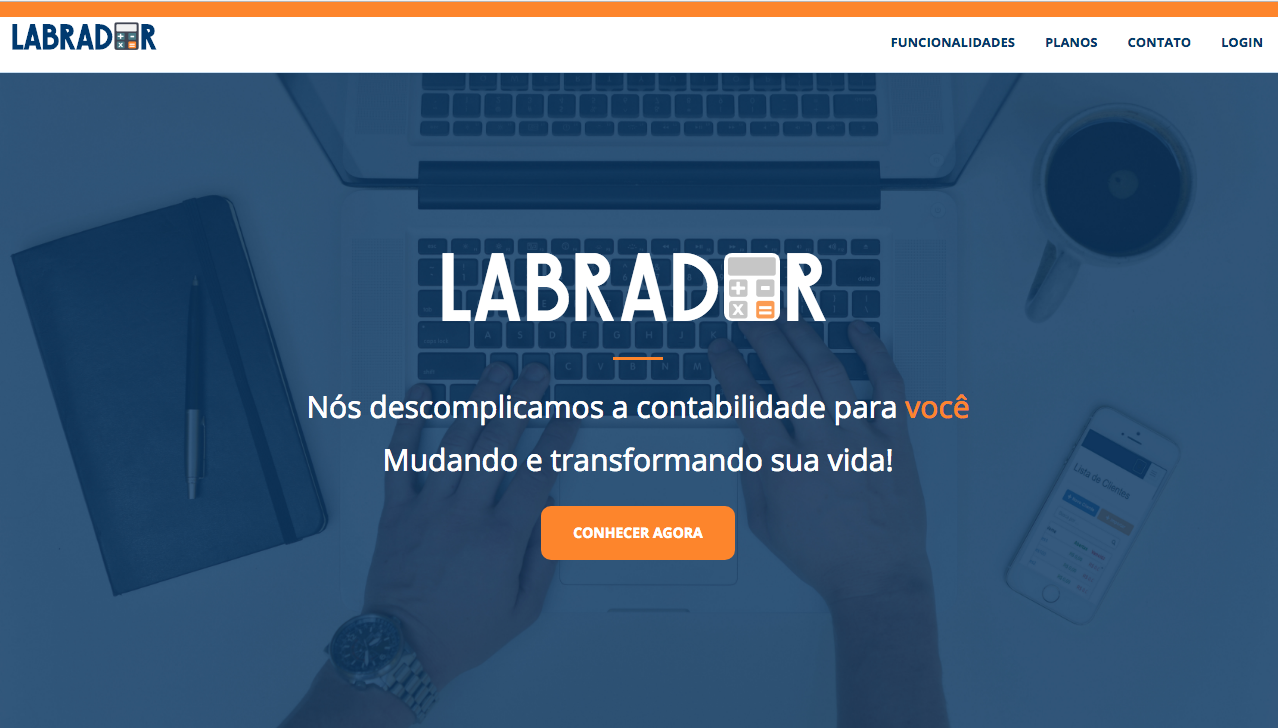 LABRADOR
FUNCIONALIDADES PLANOS CONTATO LOGIN
LABRADOR
Nós descomplicamos a contabilidade para você
Mudando e transformando sua vida!
CONHECER AGORA
Lista de Clientes